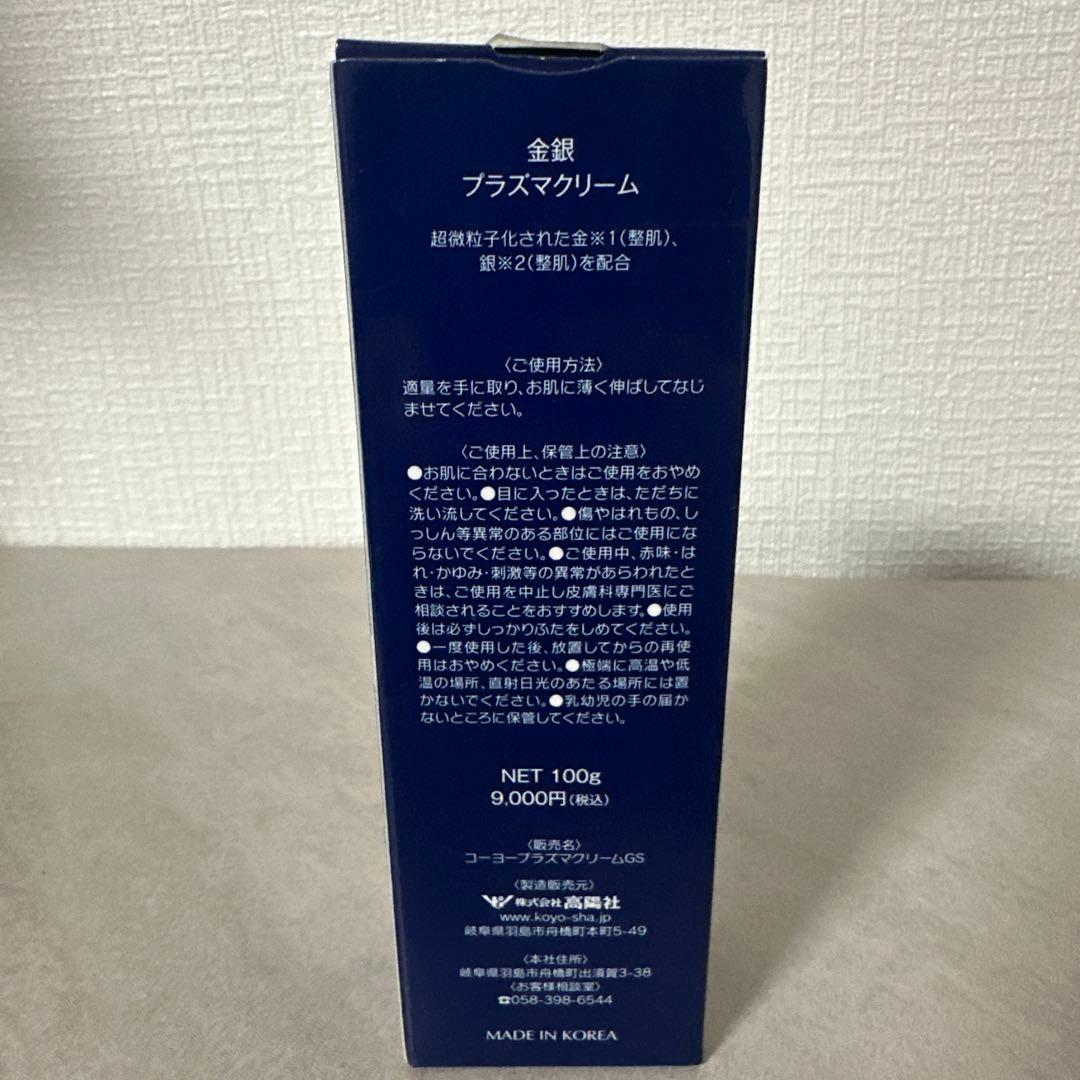 金銀
プラズマクリーム
超微粒子化された金※1(整肌)、
銀※2(整肌)を配合
〈ご使用方法〉
適量を手に取り、お肌に薄く伸ばしてなじ
ませてください。
〈ご使用上、保管上の注意〉
●お肌に合わないときはご使用をおやめ
ください。●目に入ったときは、ただちに
洗い流してください。●傷やはれもの、し
っしん等異常のある部位にはご使用にな
らないでください。●ご使用中、赤味・は
れ・かゆみ・刺激等の異常があらわれたと
きは、ご使用を中止し皮膚科専門医にご
相談されることをおすすめします。●使用
後は必ずしっかりふたをしめてください。
●一度使用した後、放置してからの再使
用はおやめください。●極端に高温や低
温の場所、直射日光のあたる場所には置
かないでください。●乳幼児の手の届か
ないところに保管してください。
NET 100g
9,000円(税込)
〈販売名〉
コーヨープラズマクリームGS
〈製造販売元〉
株式会社 高陽社
www.koyo-sha.jp
岐阜県羽島市舟橋町本町5-49
〈本社住所〉
岐阜県羽島市舟橋町出須賀3-38
〈お客様相談室〉
☎058-398-6544
MADE IN KOREA